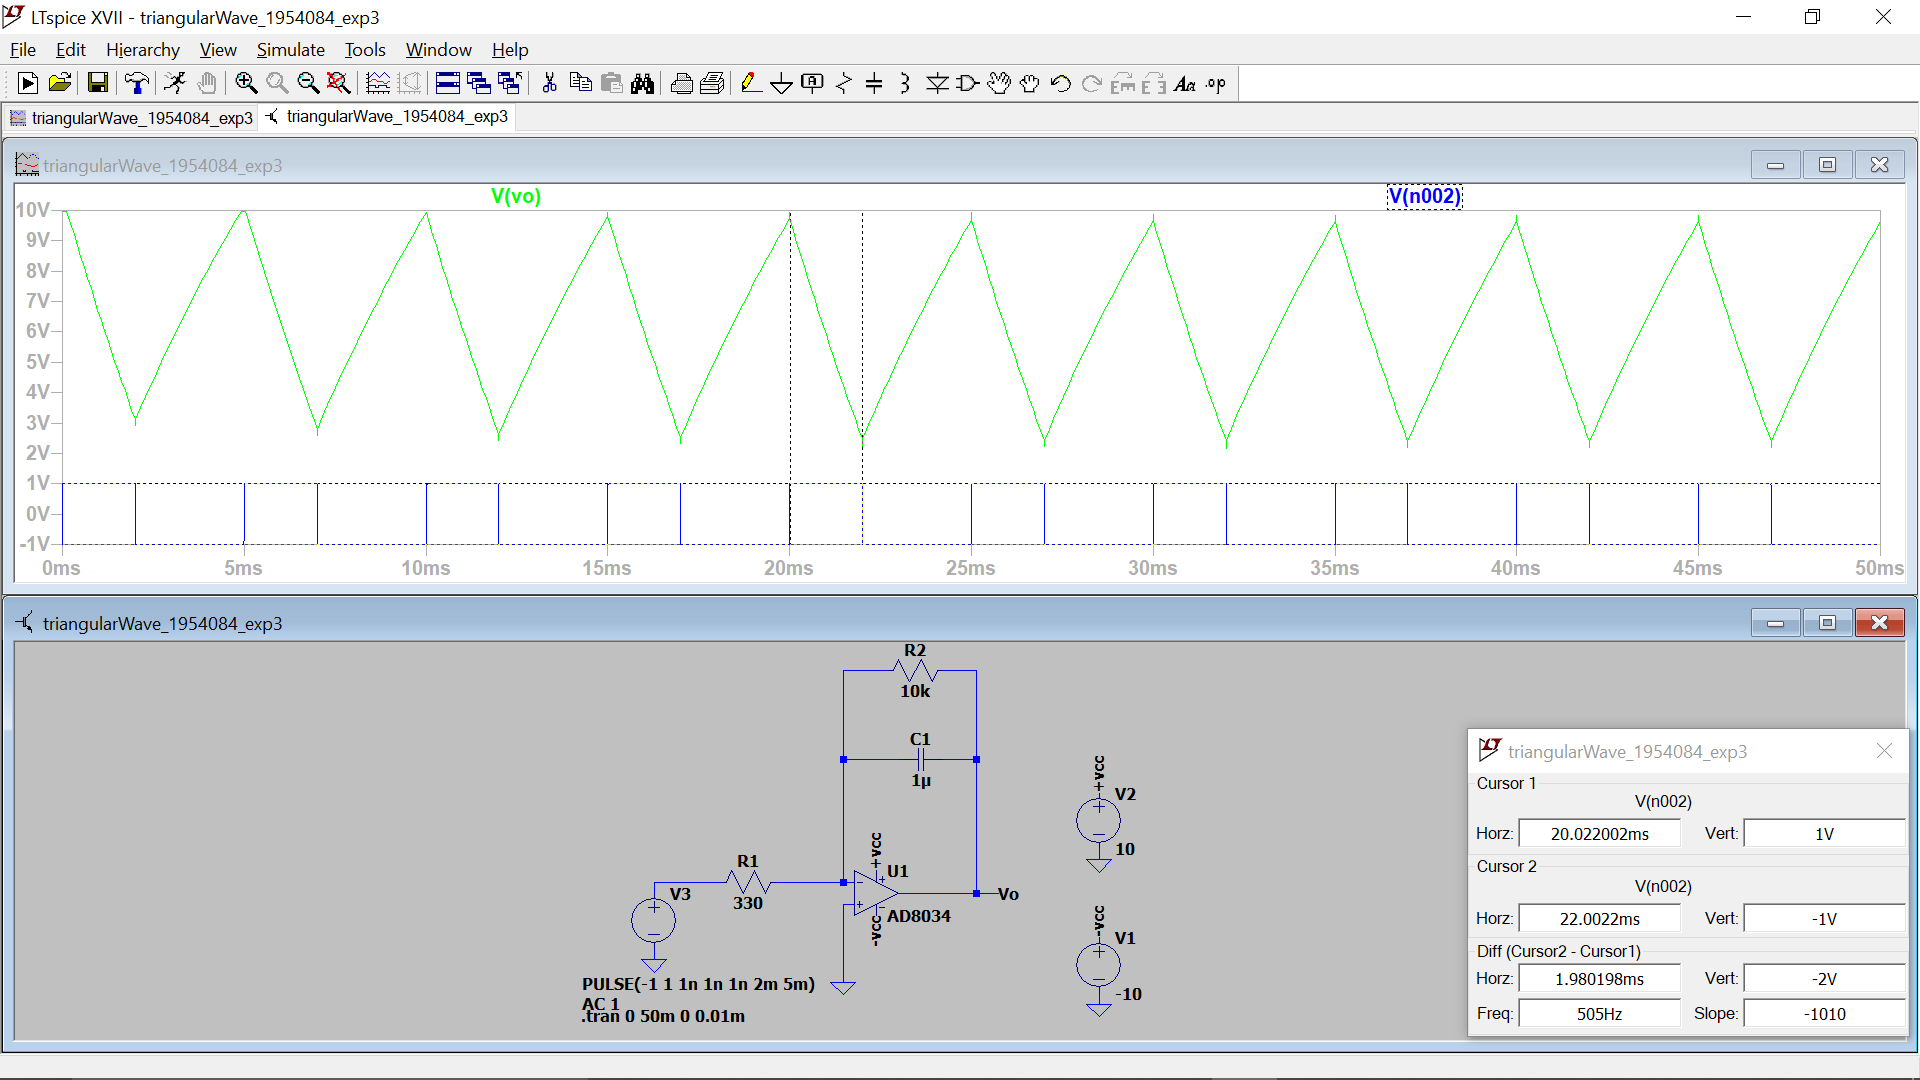 LTspice XVII - triangularWave_1954084_exp3
File Edit Hierarchy View Simulate Tools Window Help
triangularWave_1954084_exp3 triangularWave_1954084_exp3
triangularWave_1954084_exp3
V(vo) V(n002)
10V
9V
8V
7V
6V
5V
4V
3V
2V
1V
0V
-1V
0ms 5ms 10ms 15ms 20ms 25ms 30ms 35ms 40ms 45ms 50ms
triangularWave_1954084_exp3
R2
10k
C1
1µ
+vcc
V2
10
R1
330
V3
+vcc
U1
AD8034
-vcc
Vo
-vcc
V1
-10
PULSE(-1 1 1n 1n 1n 2m 5m)
AC 1
.tran 0 50m 0 0.01m
triangularWave_1954084_exp3
Cursor 1
V(n002)
Horz: 20.022002ms Vert: 1V
Cursor 2
V(n002)
Horz: 22.0022ms Vert: -1V
Diff (Cursor2 - Cursor1)
Horz: 1.980198ms Vert: -2V
Freq: 505Hz Slope: -1010